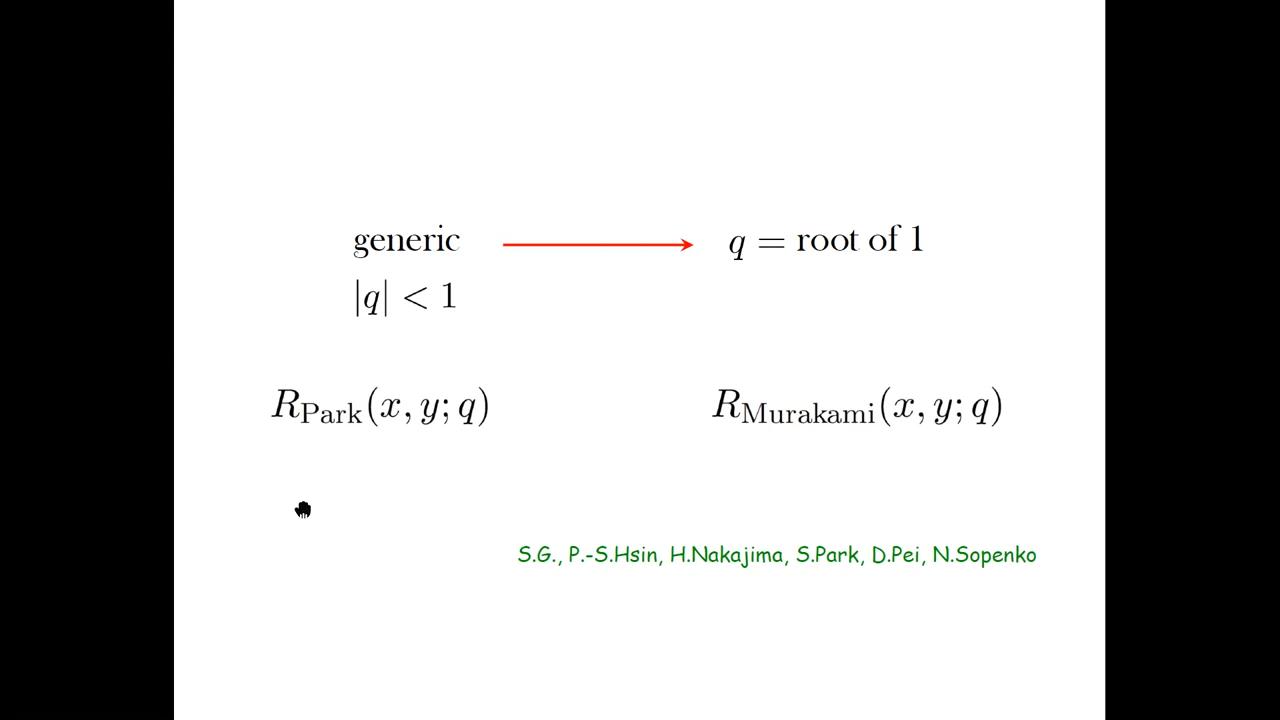 generic q = root of 1
|q| < 1
R_Park(x, y; q) R_Murakami(x, y; q)
S.G., P.-S.Hsin, H.Nakajima, S.Park, D.Pei, N.Sopenko